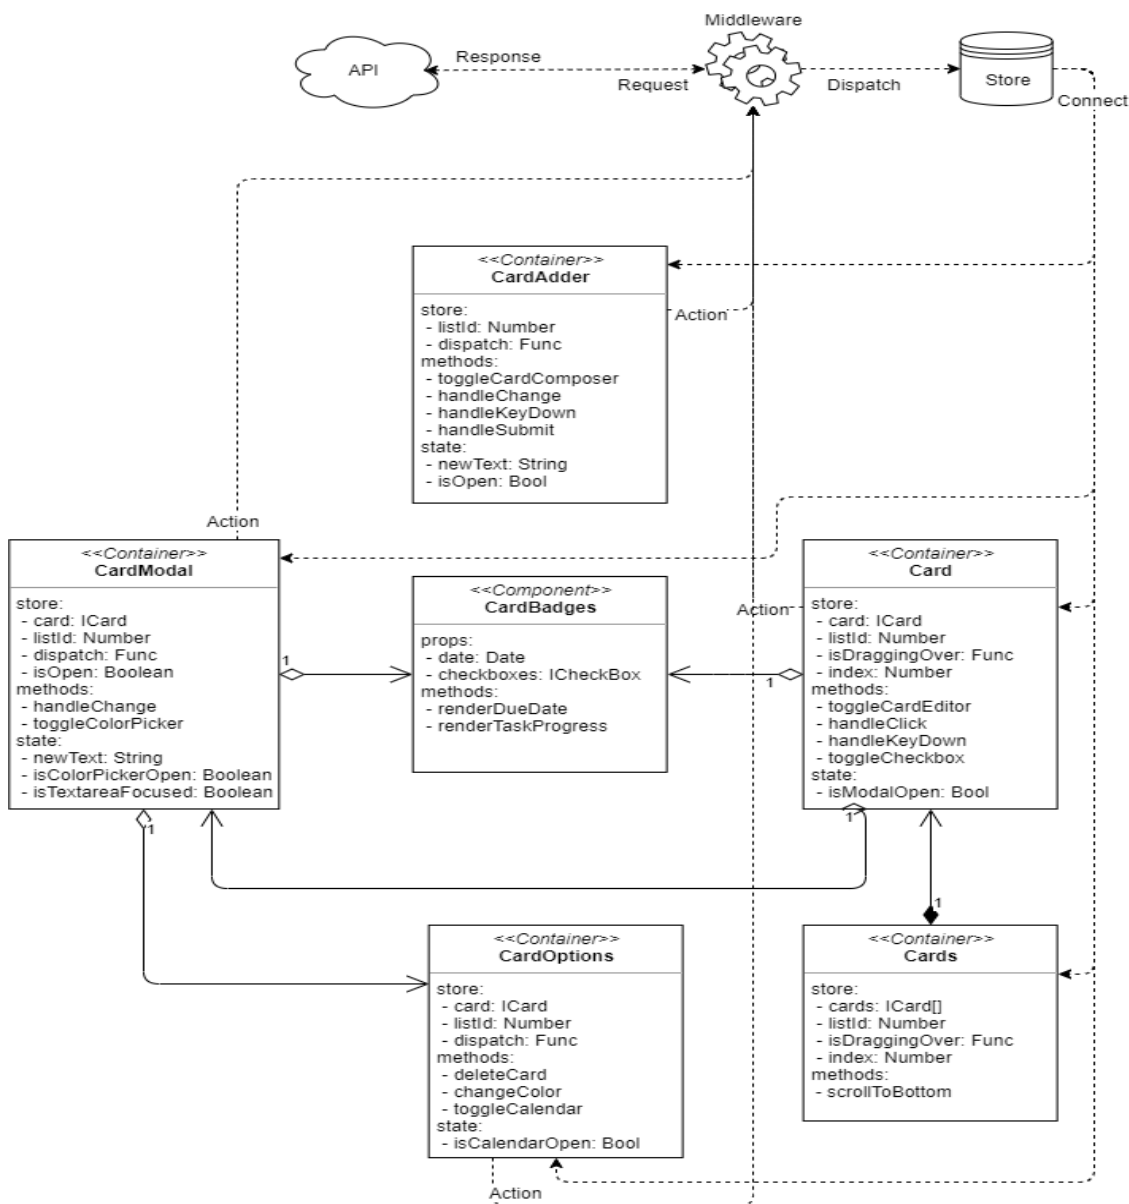 Middleware
API
Response
Request
Dispatch
Store
Connect
<<Container>>
CardAdder
store:
- listId: Number
- dispatch: Func
methods:
- toggleCardComposer
- handleChange
- handleKeyDown
- handleSubmit
state:
- newText: String
- isOpen: Bool
Action
Action
<<Container>>
CardModal
store:
- card: ICard
- listId: Number
- dispatch: Func
- isOpen: Boolean
methods:
- handleChange
- toggleColorPicker
state:
- newText: String
- isColorPickerOpen: Boolean
- isTextareaFocused: Boolean
1
1
<<Component>>
CardBadges
props:
- date: Date
- checkboxes: ICheckBox
methods:
- renderDueDate
- renderTaskProgress
Action
1
<<Container>>
Card
store:
- card: ICard
- listId: Number
- isDraggingOver: Func
- index: Number
methods:
- toggleCardEditor
- handleClick
- handleKeyDown
- toggleCheckbox
state:
- isModalOpen: Bool
1
1
<<Container>>
CardOptions
store:
- card: ICard
- listId: Number
- dispatch: Func
methods:
- deleteCard
- changeColor
- toggleCalendar
state:
- isCalendarOpen: Bool
Action
<<Container>>
Cards
store:
- cards: ICard[]
- listId: Number
- isDraggingOver: Func
- index: Number
methods:
- scrollToBottom